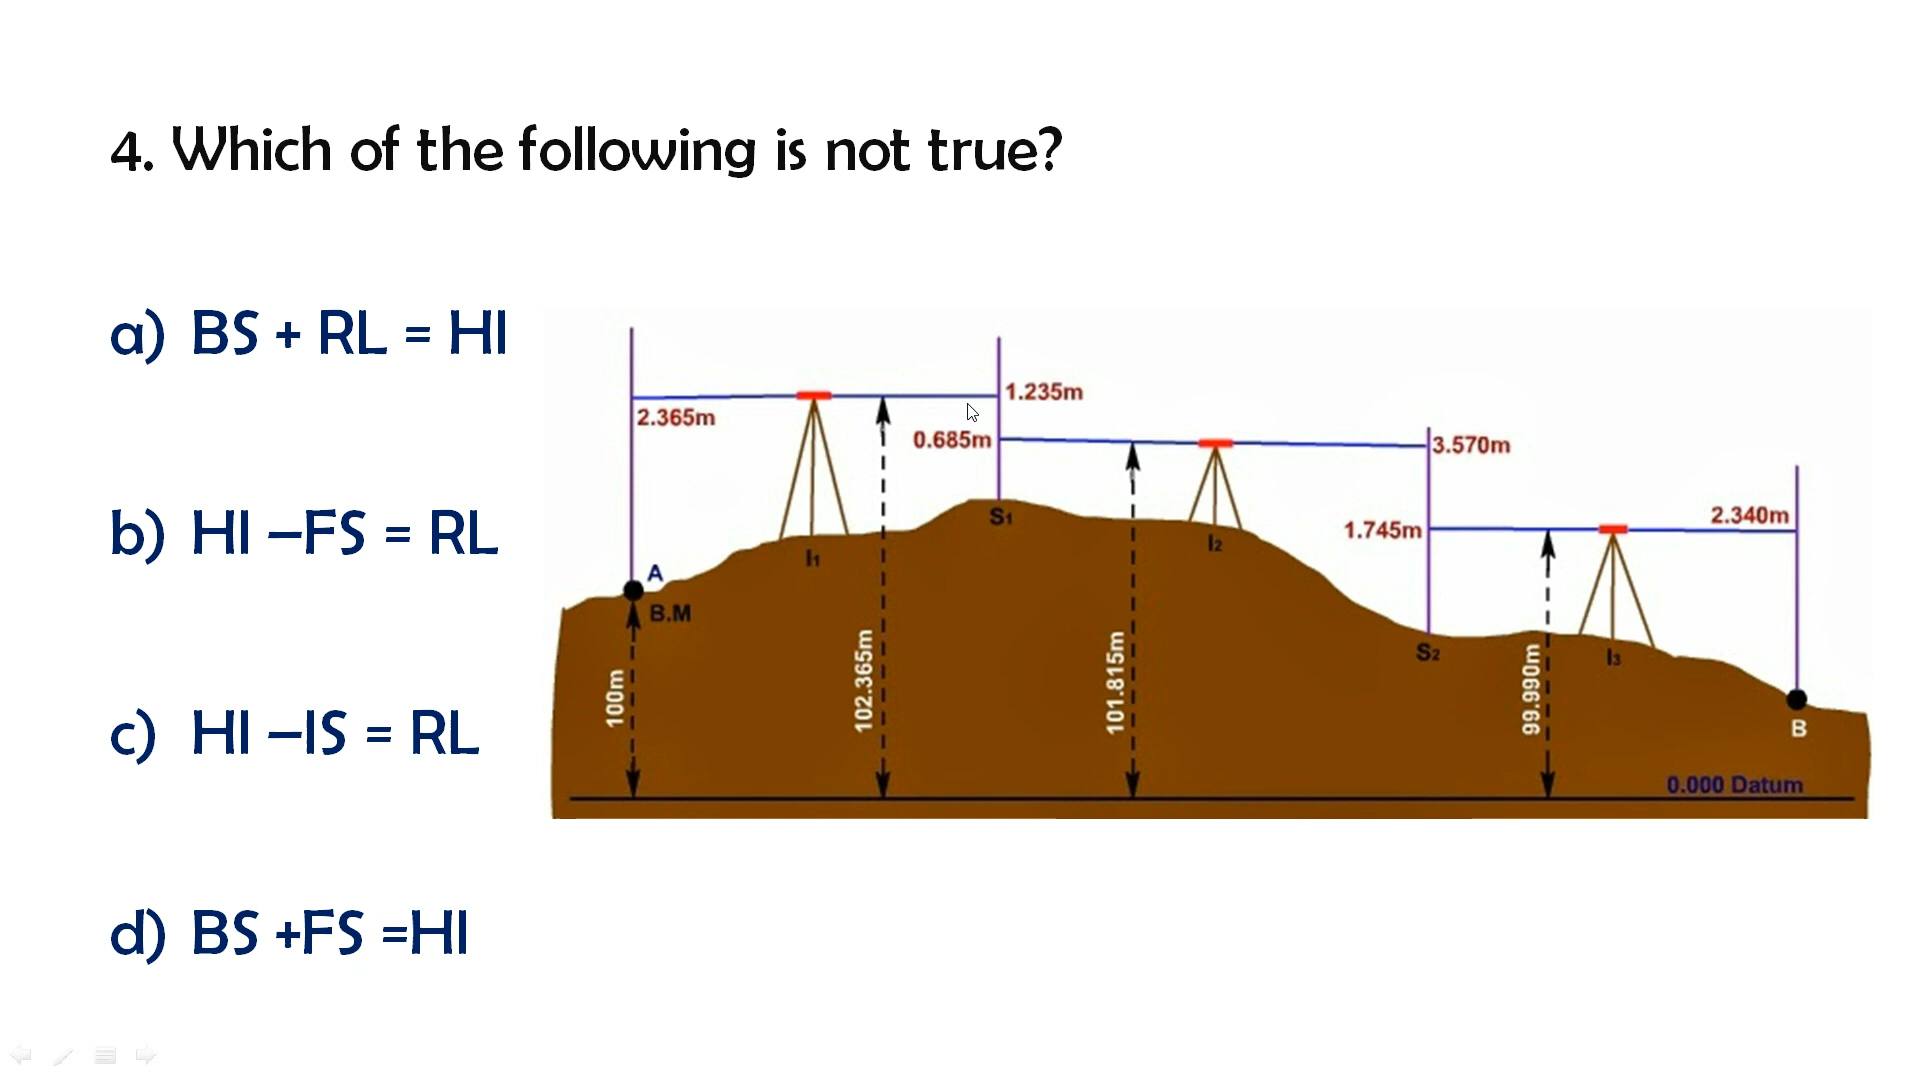 4. Which of the following is not true?
a) BS + RL = HI
b) HI –FS = RL
c) HI –IS = RL
d) BS +FS =HI
1.235m
2.365m
0.685m
3.570m
2.340m
1.745m
S1
I1
I2
A
B.M
S2
I3
100m
102.365m
101.815m
99.990m
B
0.000 Datum